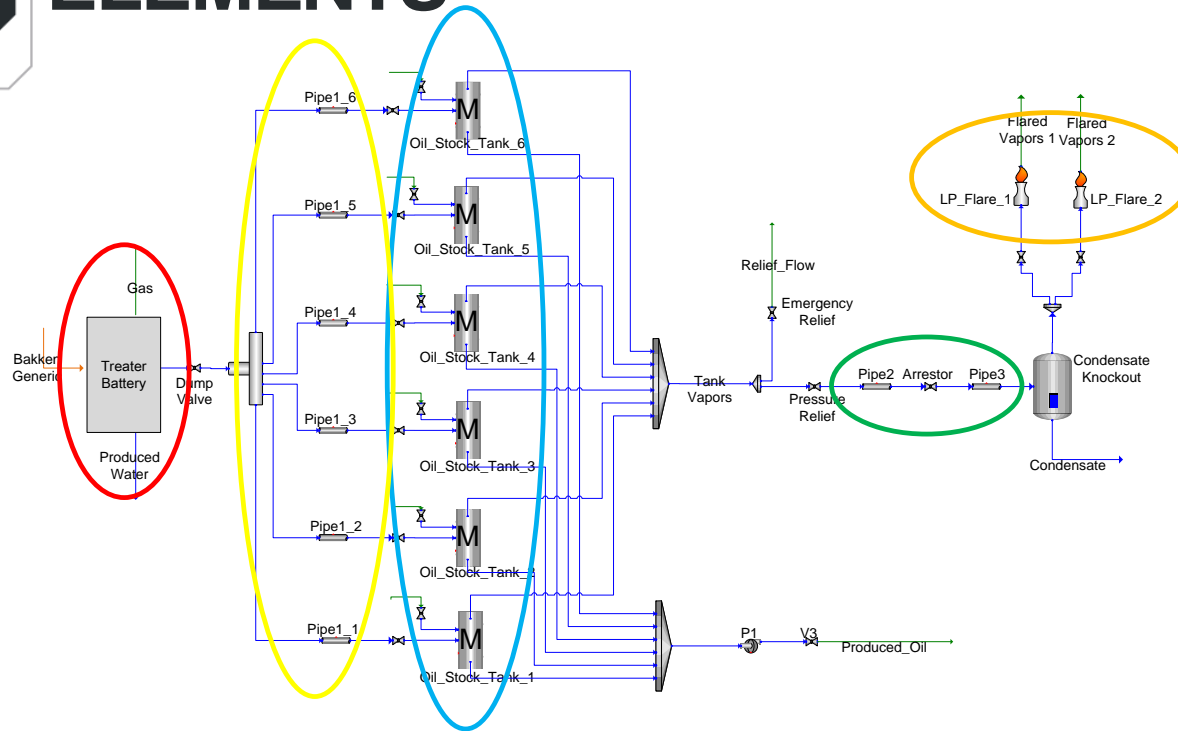 ELEMENTS
Pipe1_6
M
Oil_Stock_Tank_6
Pipe1_5
M
Oil_Stock_Tank_5
Pipe1_4
M
Oil_Stock_Tank_4
Pipe1_3
M
Oil_Stock_Tank_3
Pipe1_2
M
Oil_Stock_Tank_2
Pipe1_1
M
Oil_Stock_Tank_1
Gas
Bakken
Generic
Treater
Battery
Dump
Valve
Produced
Water
Tank
Vapors
Relief_Flow
Emergency
Relief
Pressure
Relief
Pipe2
Arrestor
Pipe3
Flared
Vapors 1
Flared
Vapors 2
LP_Flare_1
LP_Flare_2
Condensate
Knockout
Condensate
P1
V3
Produced_Oil